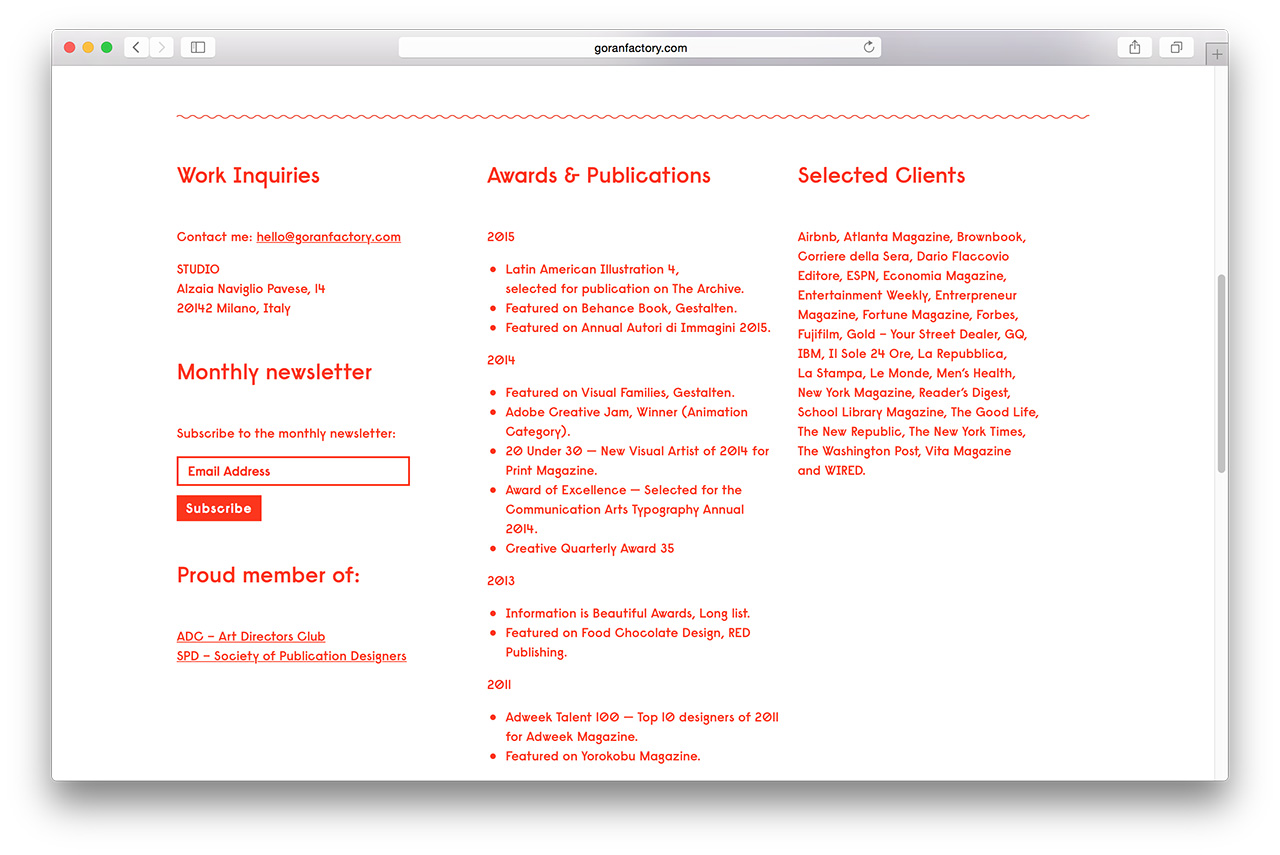 goranfactory.com
Work Inquiries
Contact me: hello@goranfactory.com
STUDIO
Alzaia Naviglio Pavese, 14
20142 Milano, Italy
Monthly newsletter
Subscribe to the monthly newsletter:
Email Address
Subscribe
Proud member of:
ADC – Art Directors Club
SPD – Society of Publication Designers
Awards & Publications
2015
• Latin American Illustration 4,
selected for publication on The Archive.
• Featured on Behance Book, Gestalten.
• Featured on Annual Autori di Immagini 2015.
2014
• Featured on Visual Families, Gestalten.
• Adobe Creative Jam, Winner (Animation
Category).
• 20 Under 30 — New Visual Artist of 2014 for
Print Magazine.
• Award of Excellence — Selected for the
Communication Arts Typography Annual
2014.
• Creative Quarterly Award 35
2013
• Information is Beautiful Awards, Long list.
• Featured on Food Chocolate Design, RED
Publishing.
2011
• Adweek Talent 100 — Top 10 designers of 2011
for Adweek Magazine.
• Featured on Yorokobu Magazine.
Selected Clients
Airbnb, Atlanta Magazine, Brownbook,
Corriere della Sera, Dario Flaccovio
Editore, ESPN, Economia Magazine,
Entertainment Weekly, Entrerpreneur
Magazine, Fortune Magazine, Forbes,
Fujifilm, Gold – Your Street Dealer, GQ,
IBM, Il Sole 24 Ore, La Repubblica,
La Stampa, Le Monde, Men's Health,
New York Magazine, Reader's Digest,
School Library Magazine, The Good Life,
The New Republic, The New York Times,
The Washington Post, Vita Magazine
and WIRED.